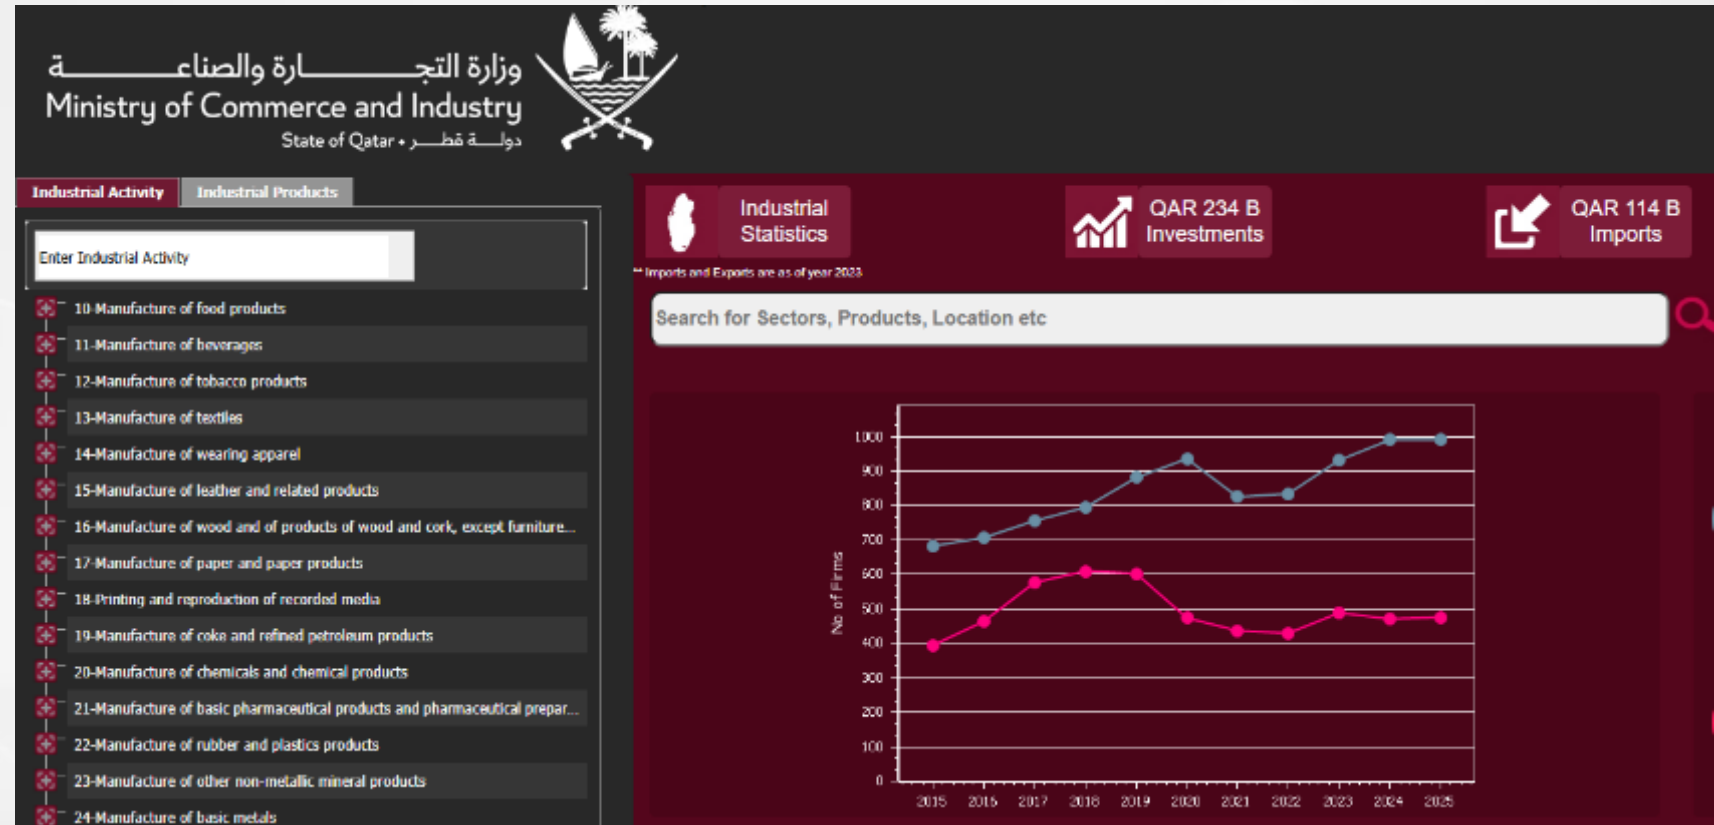 وزارة التجـــــــــارة والصناعـــــــــــة
Ministry of Commerce and Industry
دولـــة قطـــر • State of Qatar
Industrial Activity
Industrial Products
Enter Industrial Activity
10-Manufacture of food products
11-Manufacture of beverages
12-Manufacture of tobacco products
13-Manufacture of textiles
14-Manufacture of wearing apparel
15-Manufacture of leather and related products
16-Manufacture of wood and of products of wood and cork, except furniture...
17-Manufacture of paper and paper products
18-Printing and reproduction of recorded media
19-Manufacture of coke and refined petroleum products
20-Manufacture of chemicals and chemical products
21-Manufacture of basic pharmaceutical products and pharmaceutical prepar...
22-Manufacture of rubber and plastics products
23-Manufacture of other non-metallic mineral products
24-Manufacture of basic metals
Industrial
Statistics
QAR 234 B
Investments
QAR 114 B
Imports
** Imports and Exports are as of year 2023
Search for Sectors, Products, Location etc
No of Firms
1000
900
800
700
600
500
400
300
200
100
0
2015 2016 2017 2018 2019 2020 2021 2022 2023 2024 2025